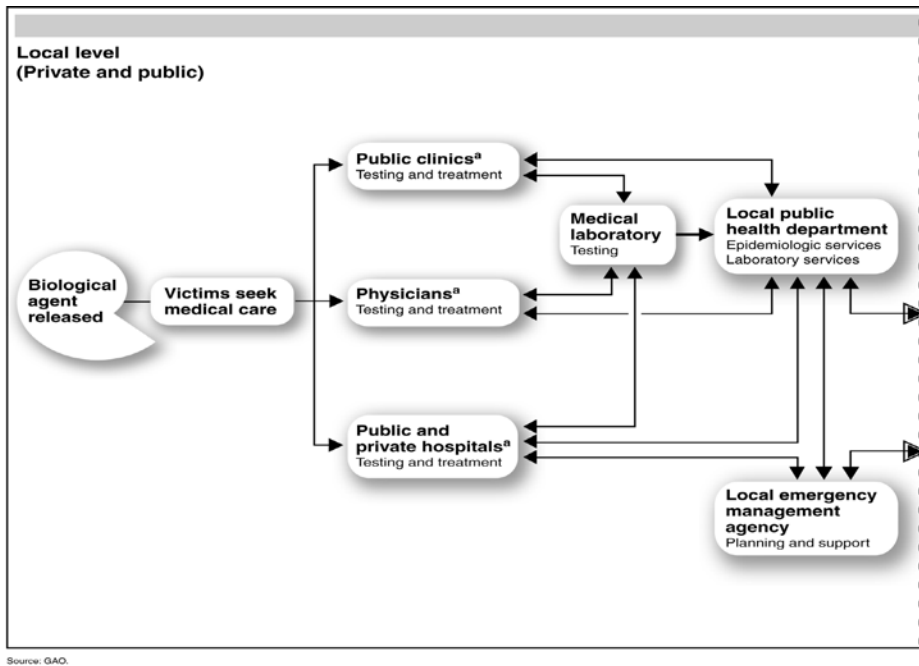 Local level
(Private and public)
Public clinicsa
Testing and treatment
Medical
laboratory
Testing
Local public
health department
Epidemiologic services
Laboratory services
Biological
agent
released
Victims seek
medical care
Physiciansa
Testing and treatment
Public and
private hospitalsa
Testing and treatment
Local emergency
management
agency
Planning and support
Source: GAO.